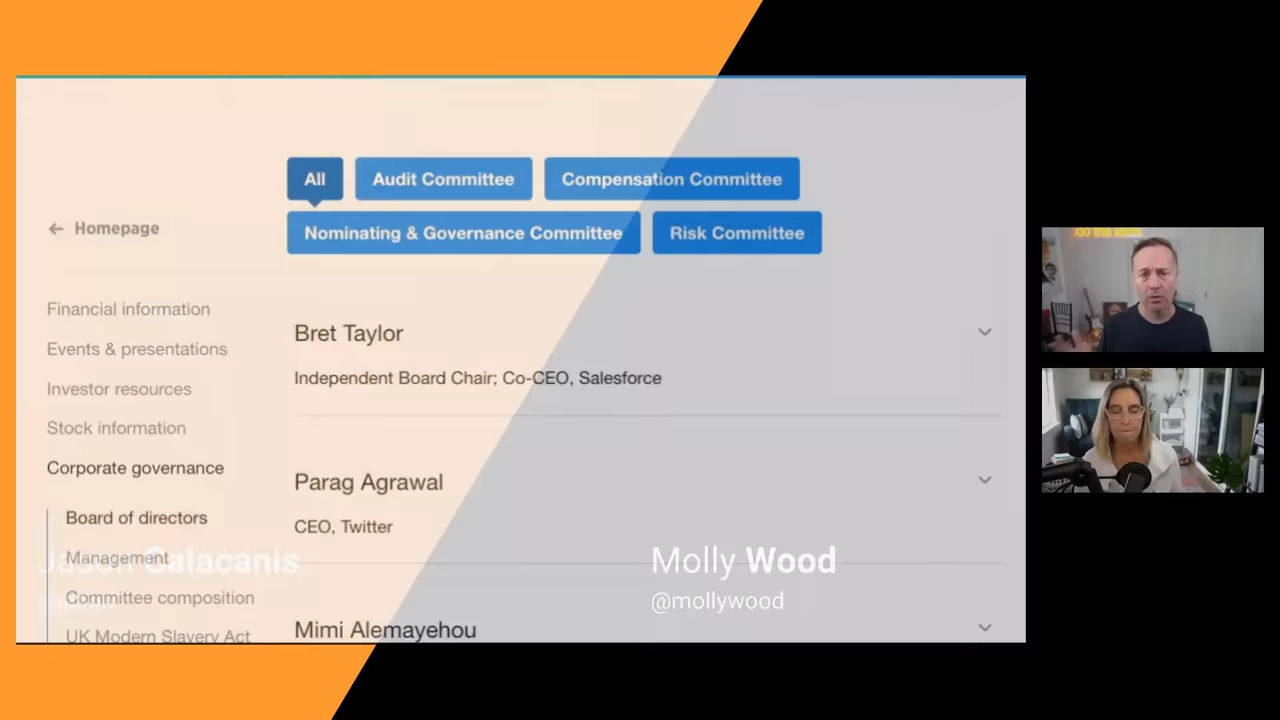 All
Audit Committee
Compensation Committee
Nominating & Governance Committee
Risk Committee
← Homepage
Financial information
Events & presentations
Investor resources
Stock information
Corporate governance
Board of directors
Management
Committee composition
UK Modern Slavery Act
Bret Taylor
Independent Board Chair; Co-CEO, Salesforce
Parag Agrawal
CEO, Twitter
Mimi Alemayehou
Jason Calacanis
Molly Wood
@mollywood